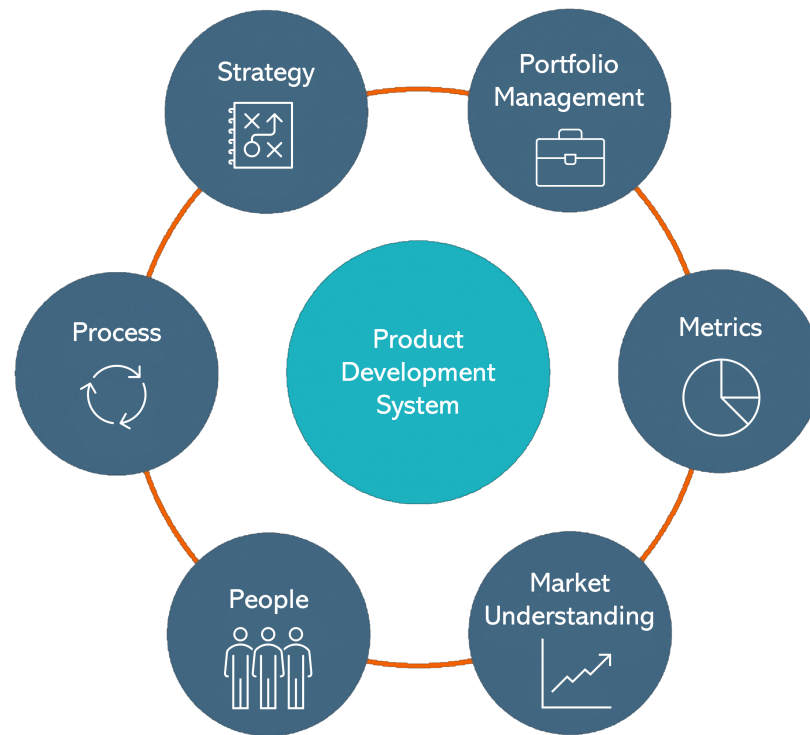 Strategy
Portfolio
Management
Process
Product
Development
System
Metrics
People
Market
Understanding